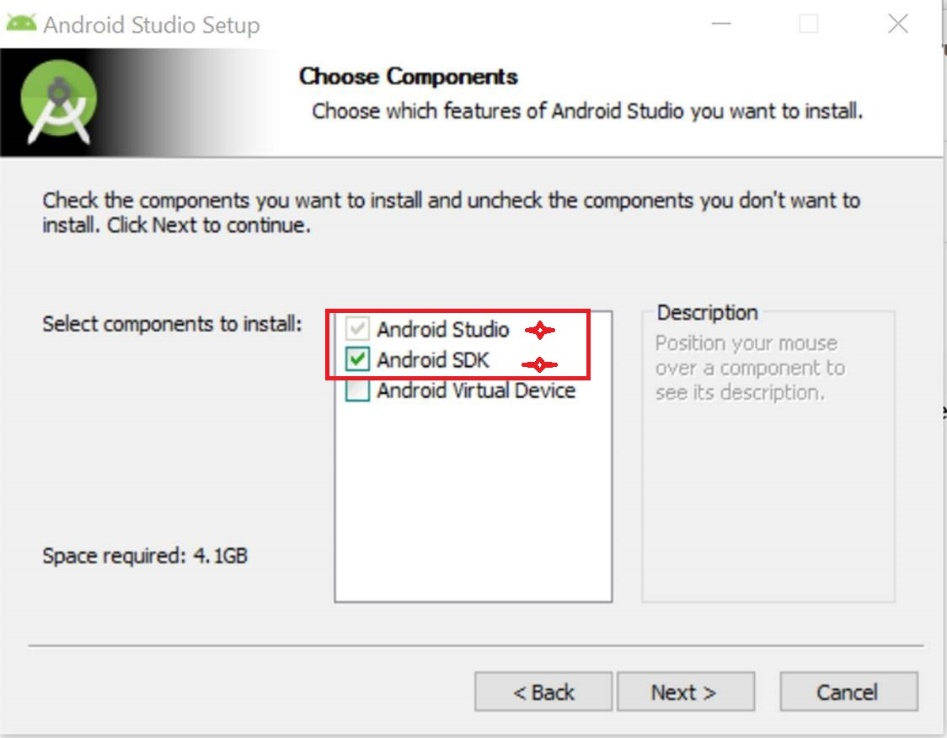 Android Studio Setup
Choose Components
Choose which features of Android Studio you want to install.
Check the components you want to install and uncheck the components you don't want to
install. Click Next to continue.
Select components to install:
Android Studio
Android SDK
Android Virtual Device
Description
Position your mouse
over a component to
see its description.
Space required: 4.1GB
< Back
Next >
Cancel